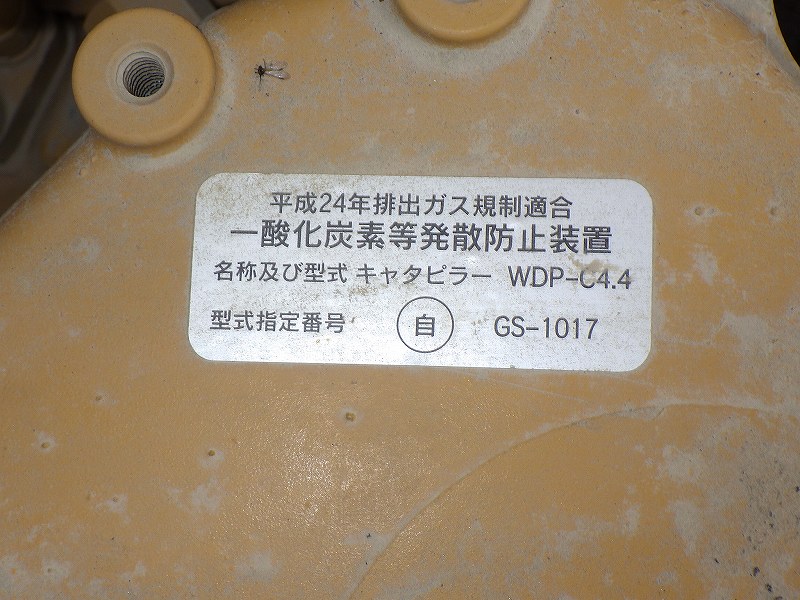 平成24年排出ガス規制適合
一酸化炭素等発散防止装置
名称及び型式 キャタピラー WDP-C4.4
型式指定番号 自 GS-1017